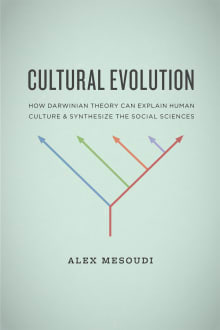 CULTURAL EVOLUTION
HOW DARWINIAN THEORY CAN EXPLAIN HUMAN
CULTURE & SYNTHESIZE THE SOCIAL SCIENCES
ALEX MESOUDI